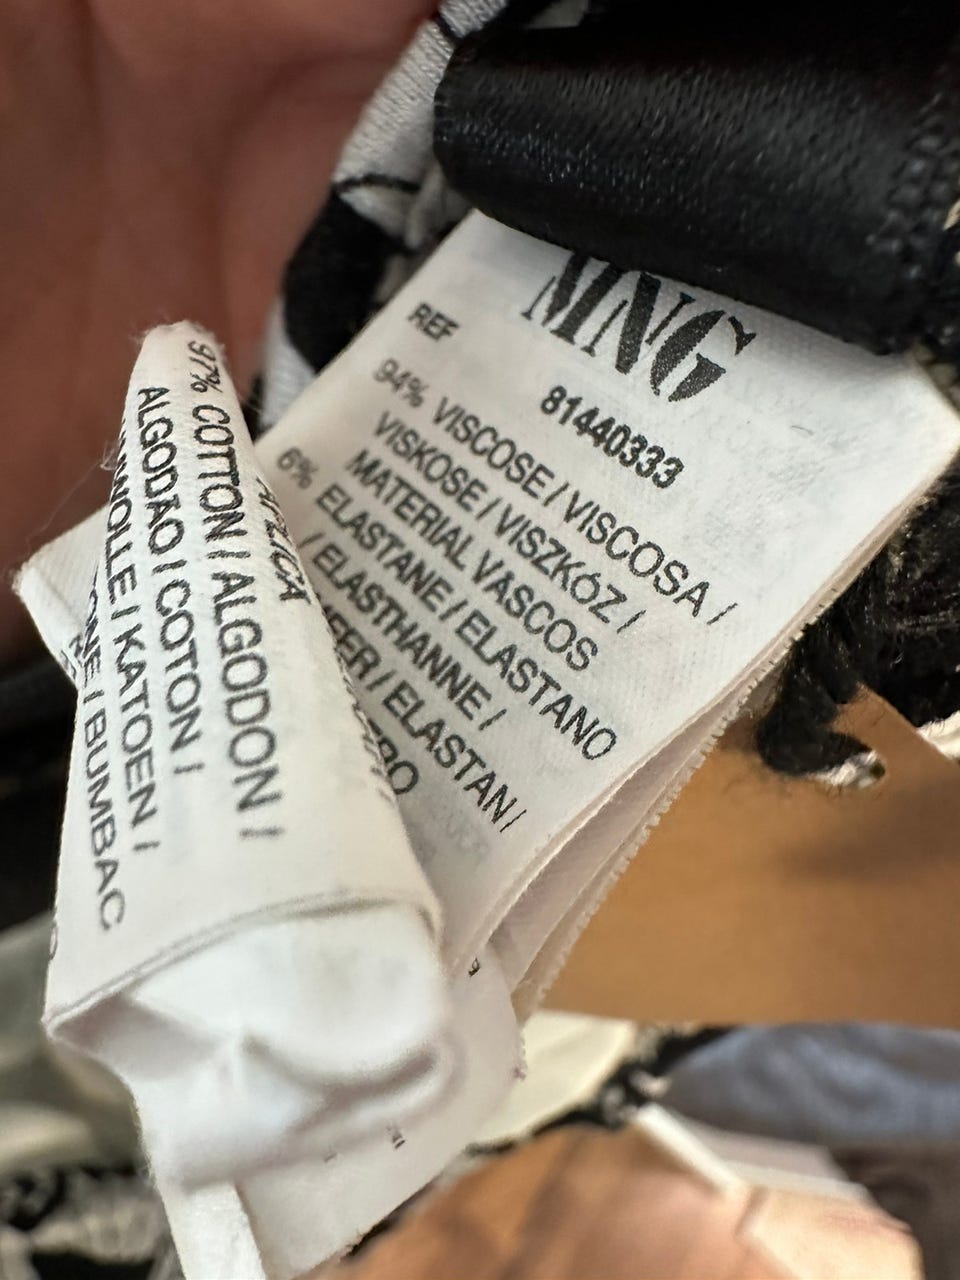 MNG
REF
81440333
94% VISCOSE / VISCOSA /
VISKOSE / VISZKóZ /
MATERIAL VASCOS
6% ELASTANE / ELASTANO
/ ELASTHANNE /
/ ELASTAN /
97% COTTON / ALGODON /
ALGODAO / COTON /
/ KATOEN /
/ BUMBAC